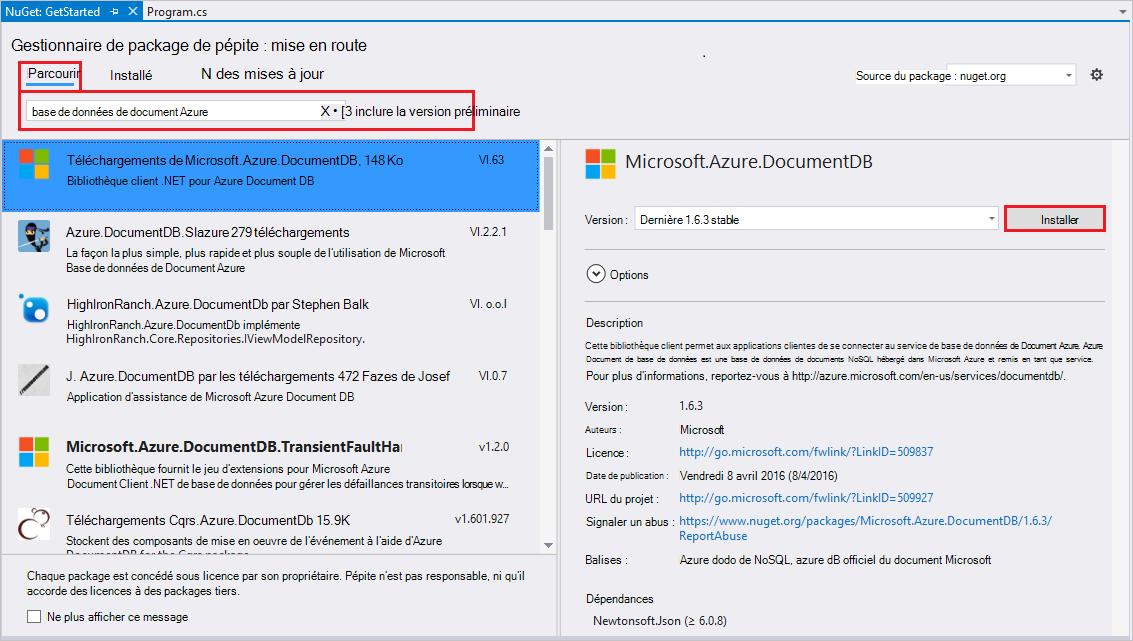 NuGet: GetStarted
Program.cs
Gestionnaire de package de pépite : mise en route
Parcourir
Installé
N des mises à jour
Source du package : nuget.org
base de données de document Azure
X • [3 inclure la version préliminaire
Téléchargements de Microsoft.Azure.DocumentDB, 148 Ko
VI.63
Bibliothèque client .NET pour Azure Document DB
Azure.DocumentDB.Slazure 279 téléchargements
VI.2.2.1
La façon la plus simple, plus rapide et plus souple de l'utilisation de Microsoft
Base de données de Document Azure
HighIronRanch.Azure.DocumentDb par Stephen Balk
VI. o.o.l
HighIronRanch.Azure.DocumentDb implémente
HighIronRanch.Core.Repositories.IViewModelRepository.
J. Azure.DocumentDB par les téléchargements 472 Fazes de Josef
VI.0.7
Application d'assistance de Microsoft Azure Document DB
Microsoft.Azure.DocumentDB.TransientFaultHa
v1.2.0
Cette bibliothèque fournit le jeu d'extensions pour Microsoft Azure
Document Client .NET de base de données pour gérer les défaillances transitoires lorsque w...
Téléchargements Cqrs.Azure.DocumentDb 15.9K
v1.601.927
Stockent des composants de mise en oeuvre de l'événement à l'aide d'Azure
DocumentDB for the Cqrs package
Chaque package est concédé sous licence par son propriétaire. Pépite n'est pas responsable, ni qu'il
accorde des licences à des packages tiers.
Ne plus afficher ce message
Microsoft.Azure.DocumentDB
Version : Dernière 1.6.3 stable
Installer
Options
Description
Cette bibliothèque client permet aux applications clientes de se connecter au service de base de données de Document Azure. Azure
Document de base de données est une base de données de documents NoSQL hébergé dans Microsoft Azure et remis en tant que service.
Pour plus d'informations, reportez-vous à http://azure.microsoft.com/en-us/services/documentdb/.
Version : 1.6.3
Auteurs : Microsoft
Licence : http://go.microsoft.com/fwlink/?LinkID=509837
Date de publication : Vendredi 8 avril 2016 (8/4/2016)
URL du projet : http://go.microsoft.com/fwlink/?LinkID=509927
Signaler un abus : https://www.nuget.org/packages/Microsoft.Azure.DocumentDB/1.6.3/
ReportAbuse
Balises : Azure dodo de NoSQL, azure dB officiel du document Microsoft
Dépendances
Newtonsoft.Json (≥ 6.0.8)